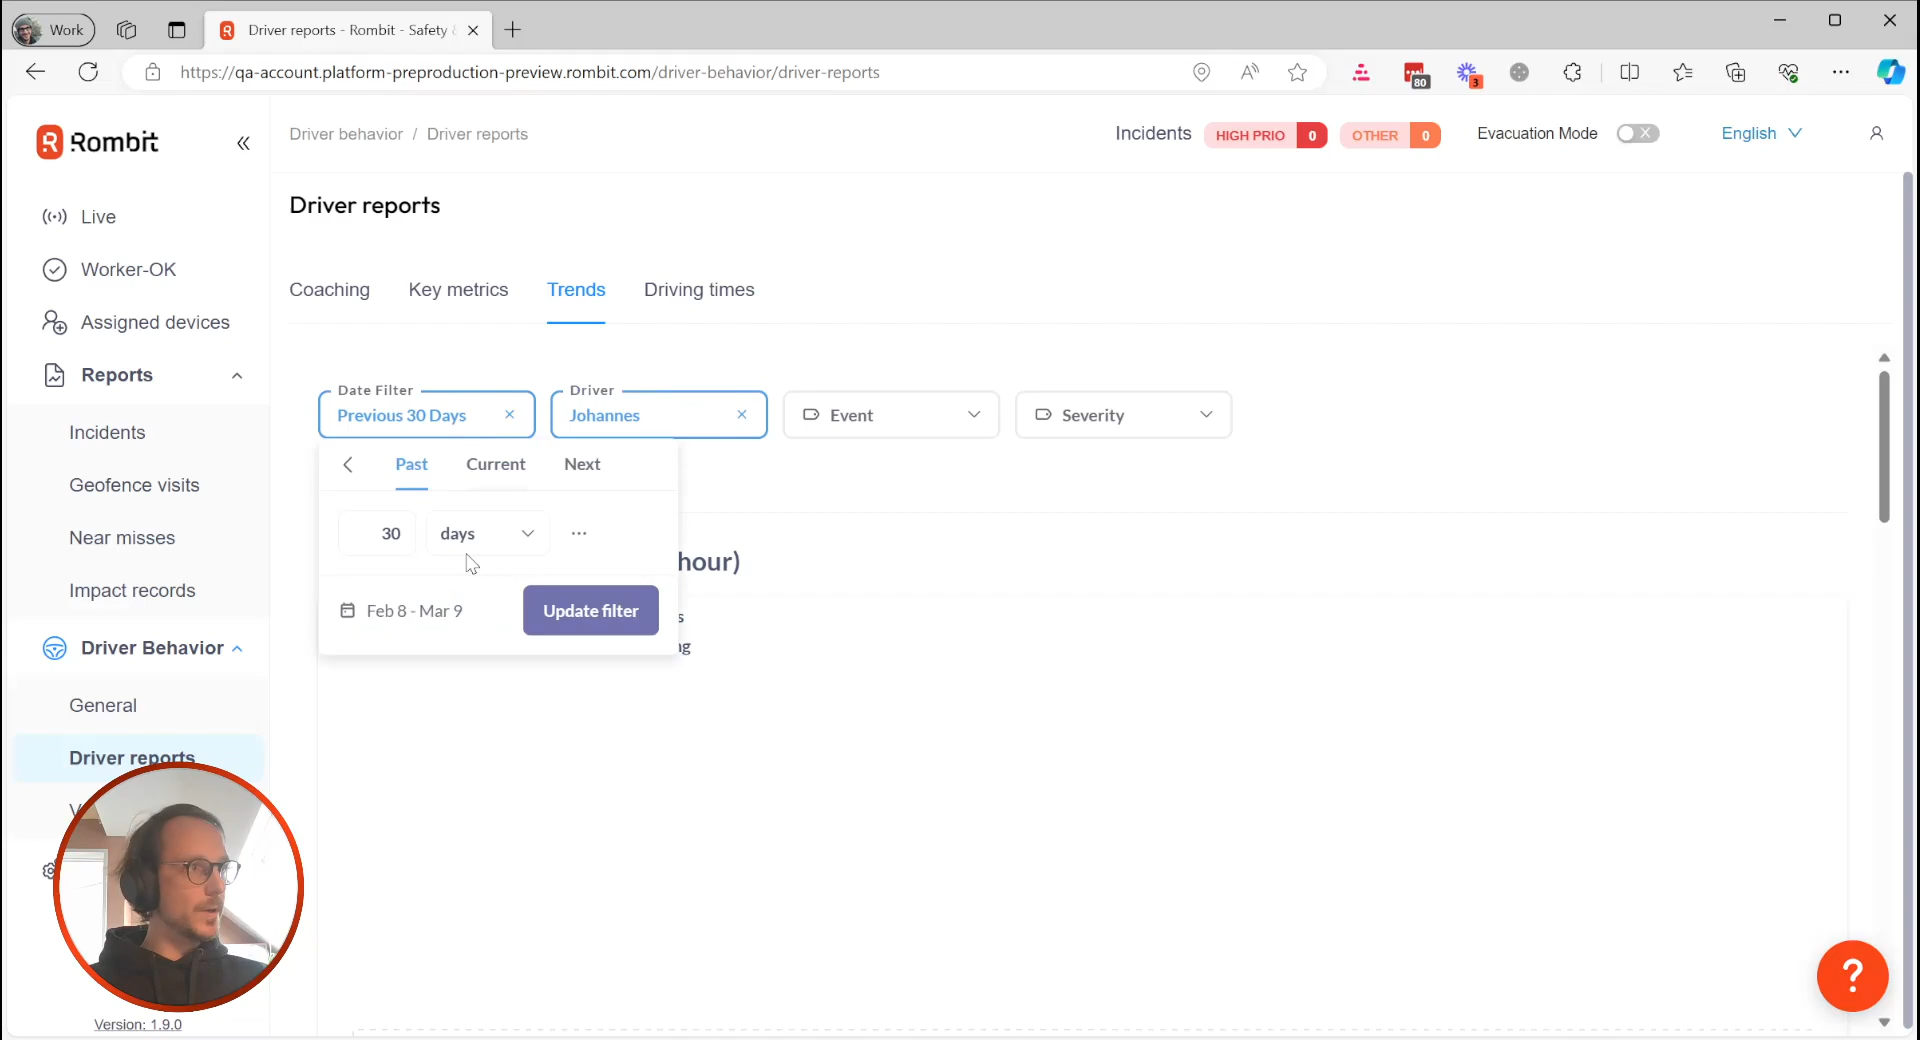 Work
Driver reports - Rombit - Safety
https://qa-account.platform-preproduction-preview.rombit.com/driver-behavior/driver-reports
80
3
Rombit
Driver behavior / Driver reports
Incidents
HIGH PRIO 0
OTHER 0
Evacuation Mode
English
Live
Worker-OK
Assigned devices
Reports
Incidents
Geofence visits
Near misses
Impact records
Driver Behavior
General
Driver reports
Version: 1.9.0
Driver reports
Coaching
Key metrics
Trends
Driving times
Date Filter
Previous 30 Days
Driver
Johannes
Event
Severity
Past
Current
Next
30
days
hour)
Feb 8 - Mar 9
Update filter
?